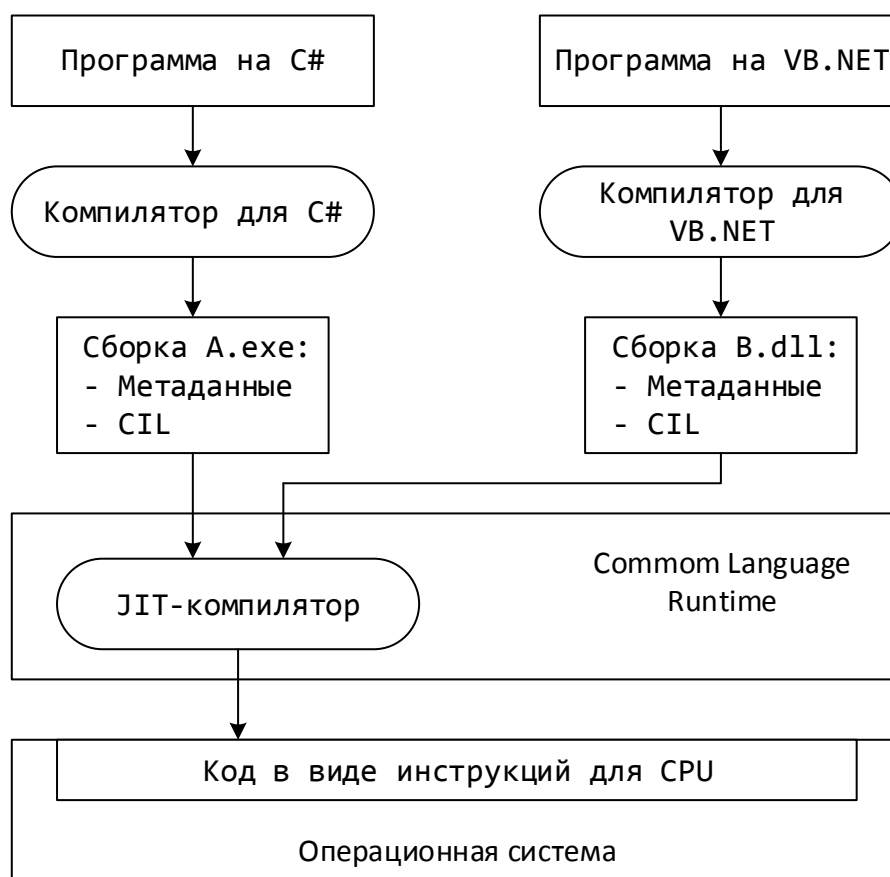 Программа на C#
Программа на VB.NET
Компилятор для C#
Компилятор для
VB.NET
Сборка A.exe:
- Метаданные
- CIL
Сборка B.dll:
- Метаданные
- CIL
Commom Language
Runtime
JIT-компилятор
Код в виде инструкций для CPU
Операционная система